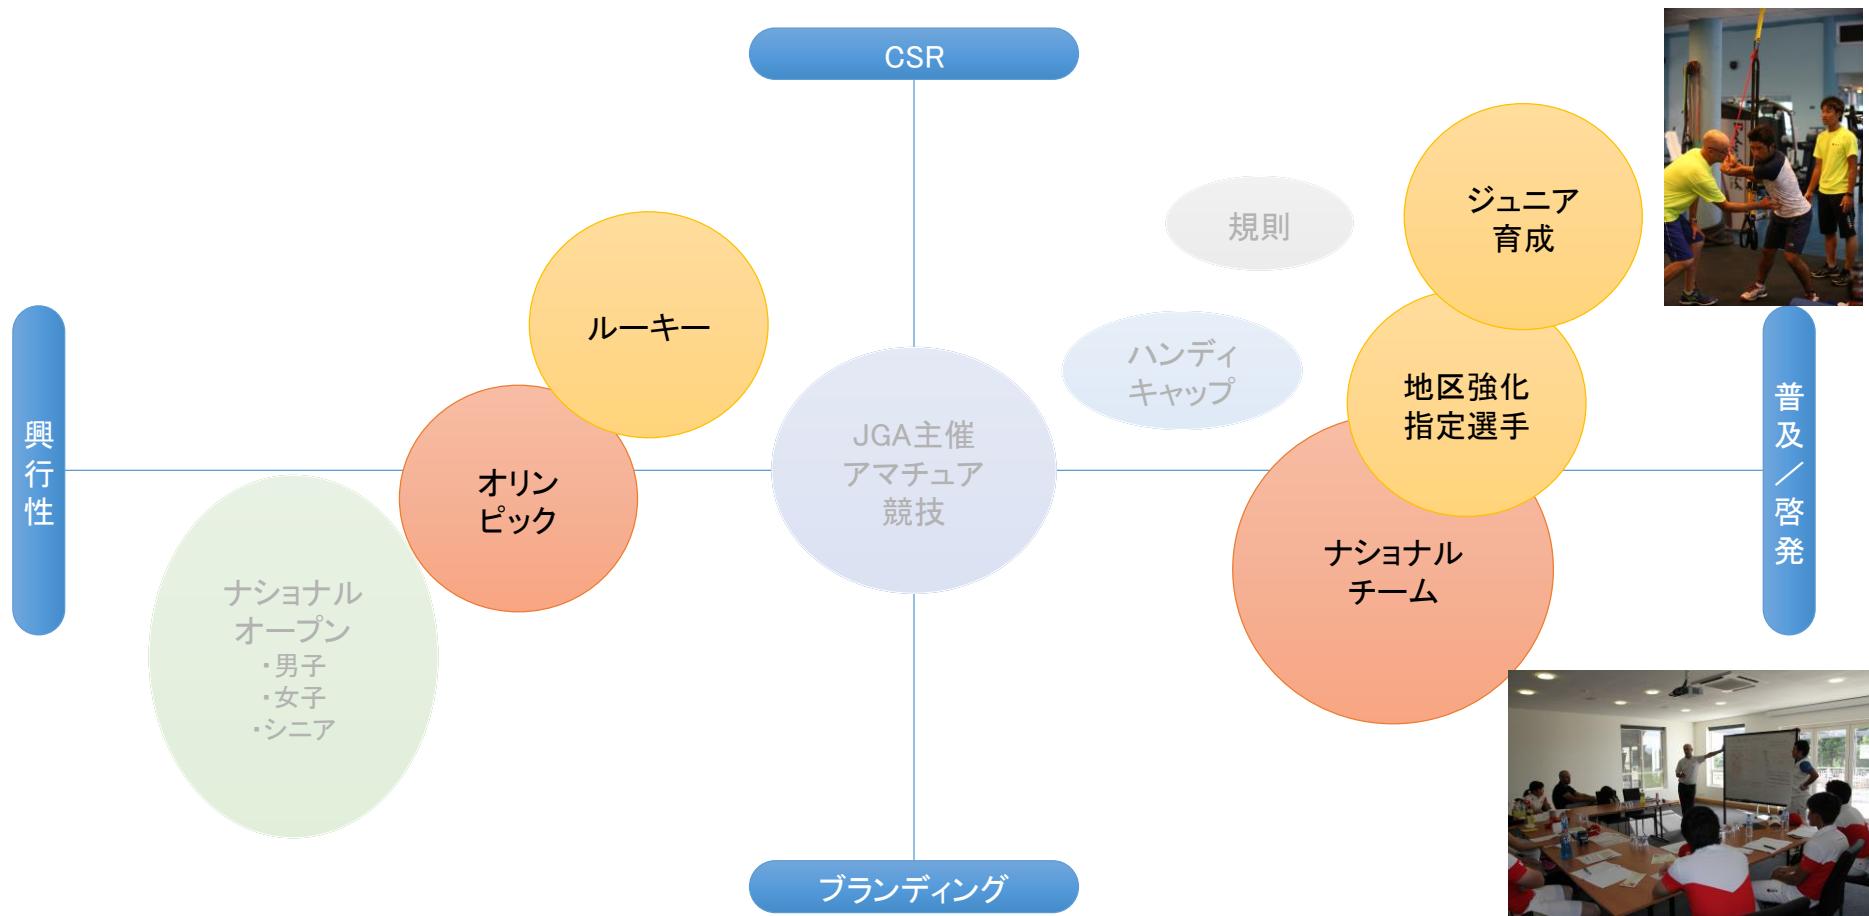 CSR
ジュニア
育成
規則
ルーキー
ハンディ
キャップ
地区強化
指定選手
興行性
普及／啓発
JGA主催
アマチュア
競技
オリン
ピック
ナショナル
チーム
ナショナル
オープン
・男子
・女子
・シニア
ブランディング